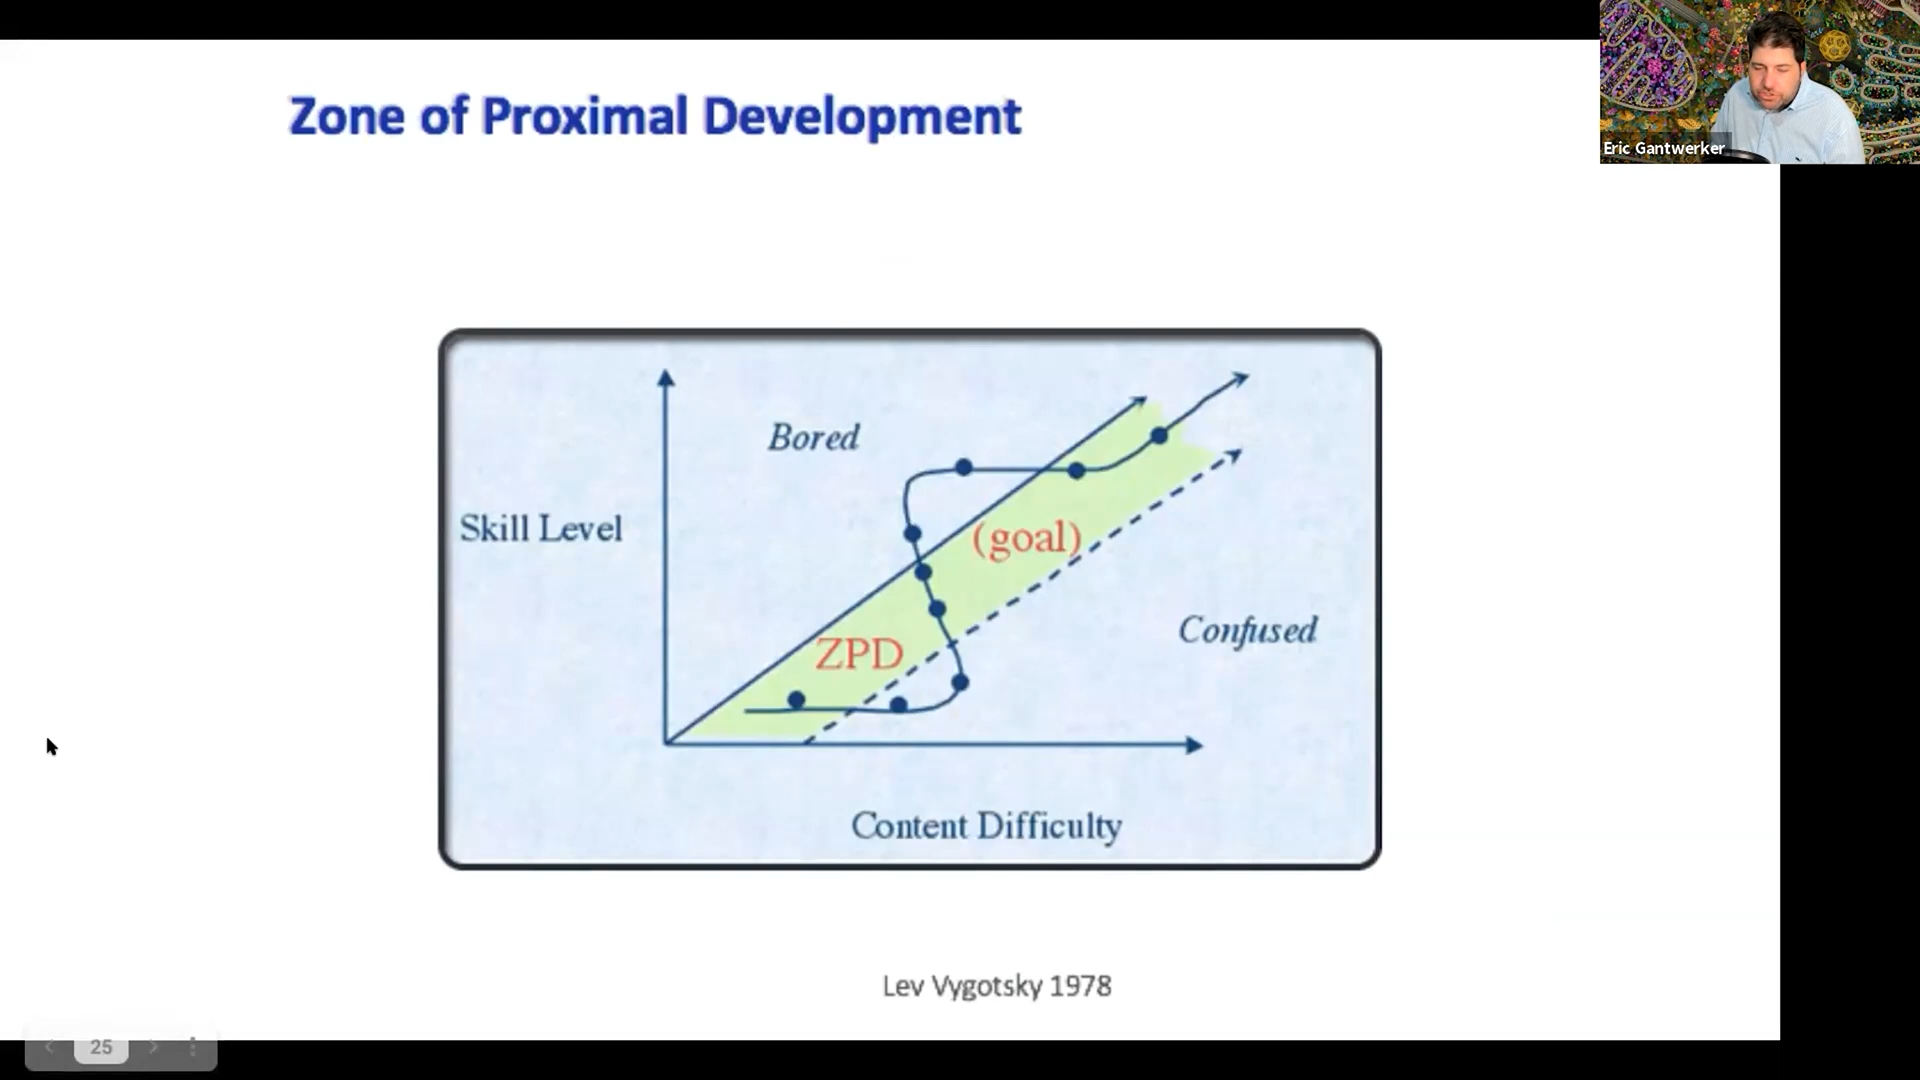 Zone of Proximal Development
Eric Gantwerker
Bored
Skill Level
(goal)
Confused
ZPD
Content Difficulty
Lev Vygotsky 1978
25